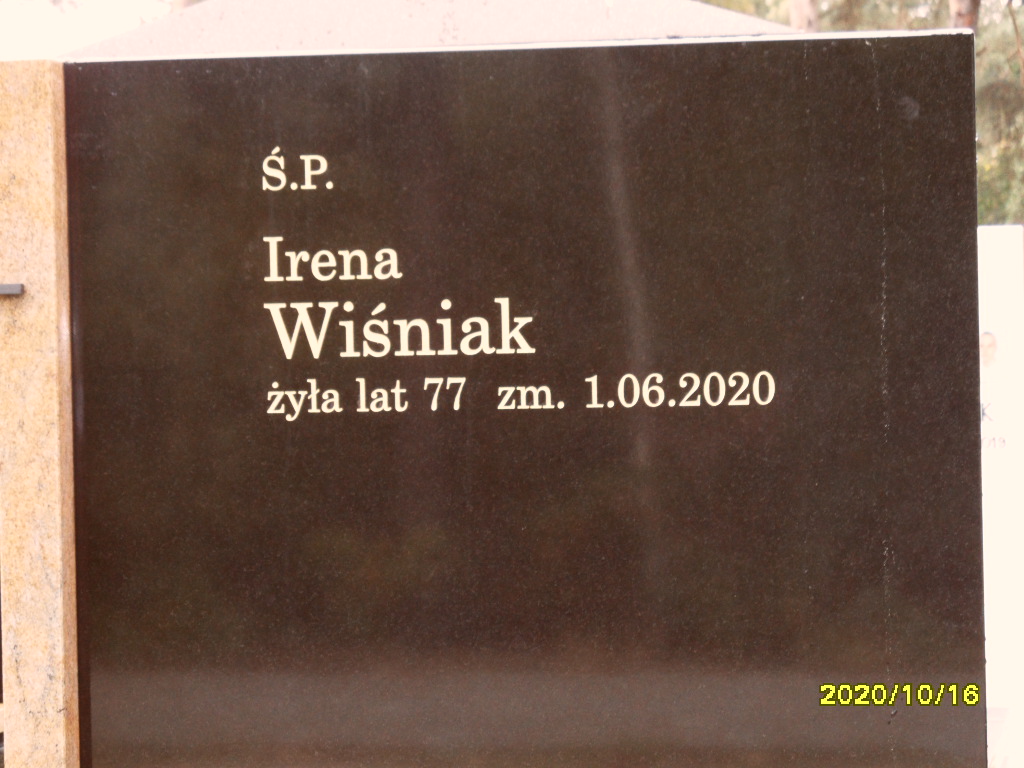 Ś.P.
Irena
Wiśniak
żyła lat 77 zm. 1.06.2020
2020/10/16